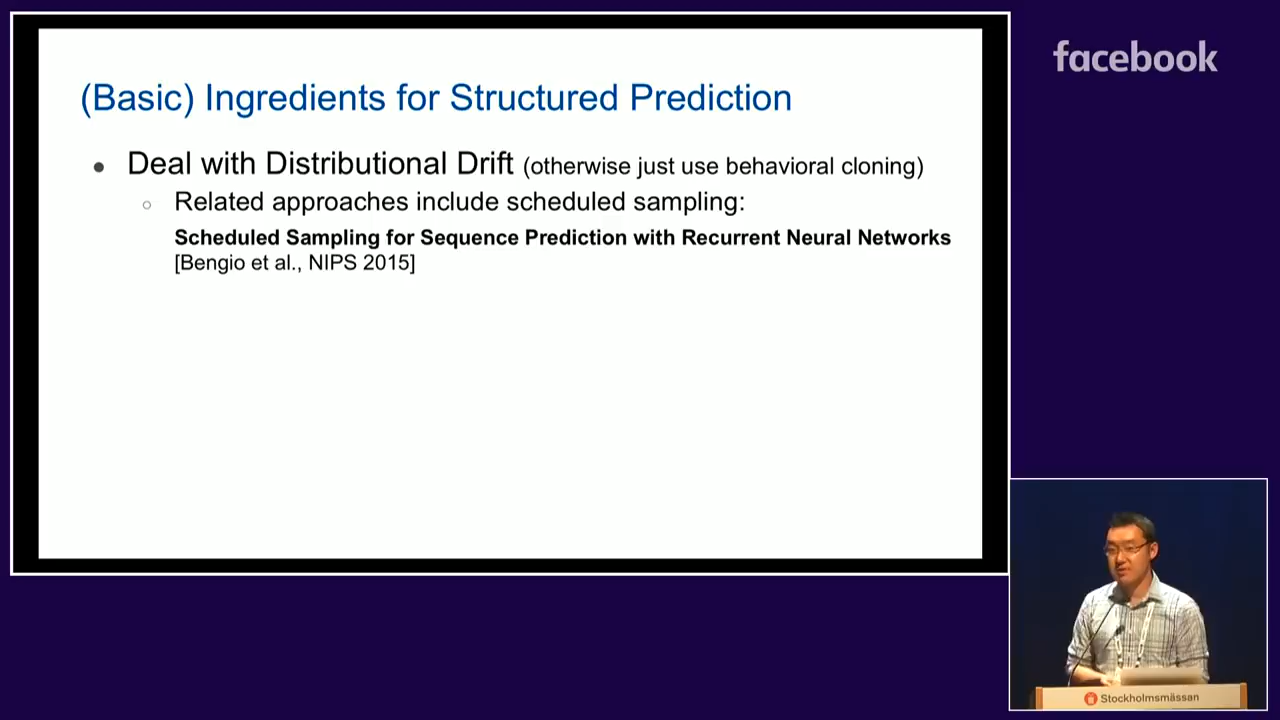 (Basic) Ingredients for Structured Prediction
● Deal with Distributional Drift (otherwise just use behavioral cloning)
○ Related approaches include scheduled sampling:
Scheduled Sampling for Sequence Prediction with Recurrent Neural Networks
[Bengio et al., NIPS 2015]
facebook
Stockholmsmässan